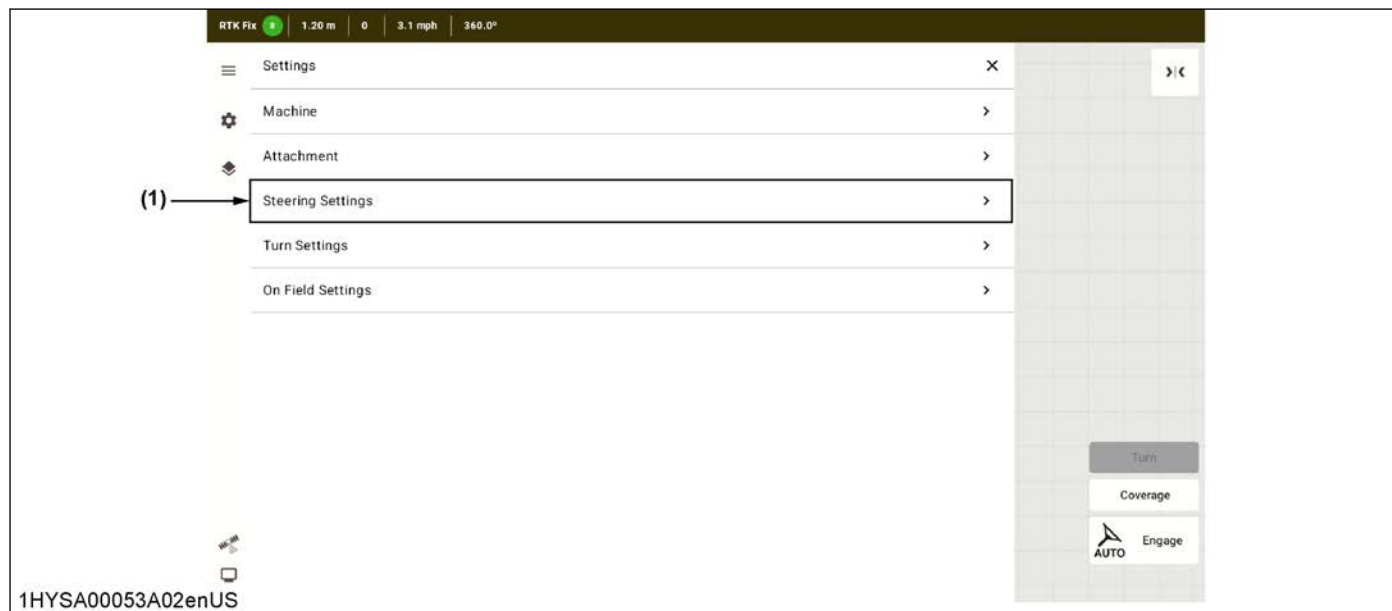 RTK Fix 8 1.20 m 0 3.1 mph 360.0°
Settings
Machine
Attachment
(1)
Steering Settings
Turn Settings
On Field Settings
Turn
Coverage
AUTO
Engage
1HYSA00053A02enUS